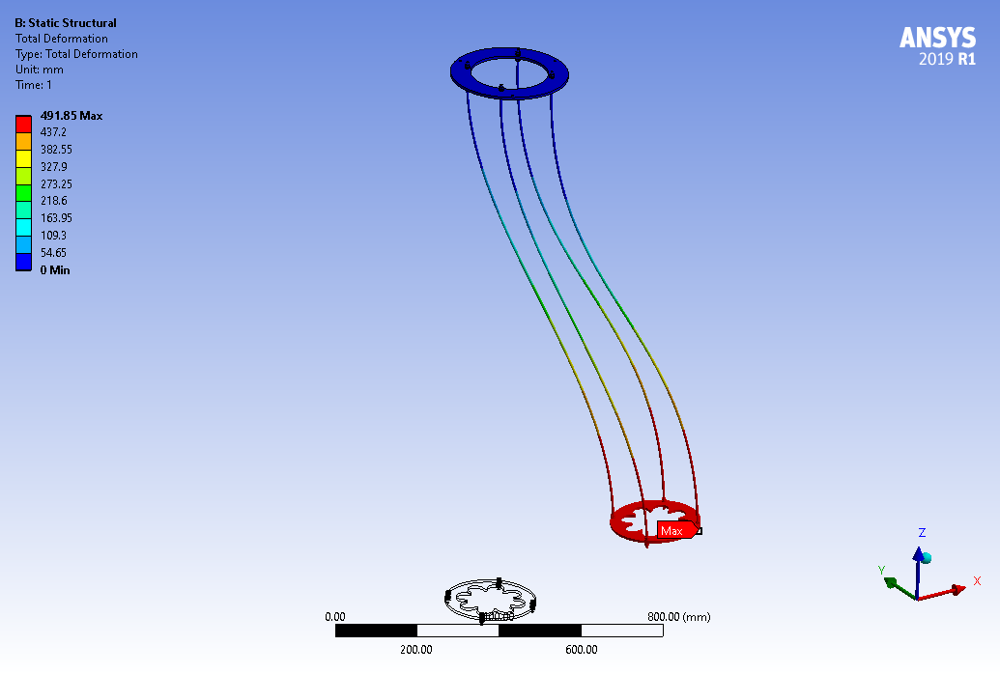 B: Static Structural
Total Deformation
Type: Total Deformation
Unit: mm
Time: 1
ANSYS
2019 R1
491.85 Max
437.2
382.55
327.9
273.25
218.6
163.95
109.3
54.65
0 Min
Max
Z
Y
X
0.00
400.00
800.00 (mm)
200.00
600.00